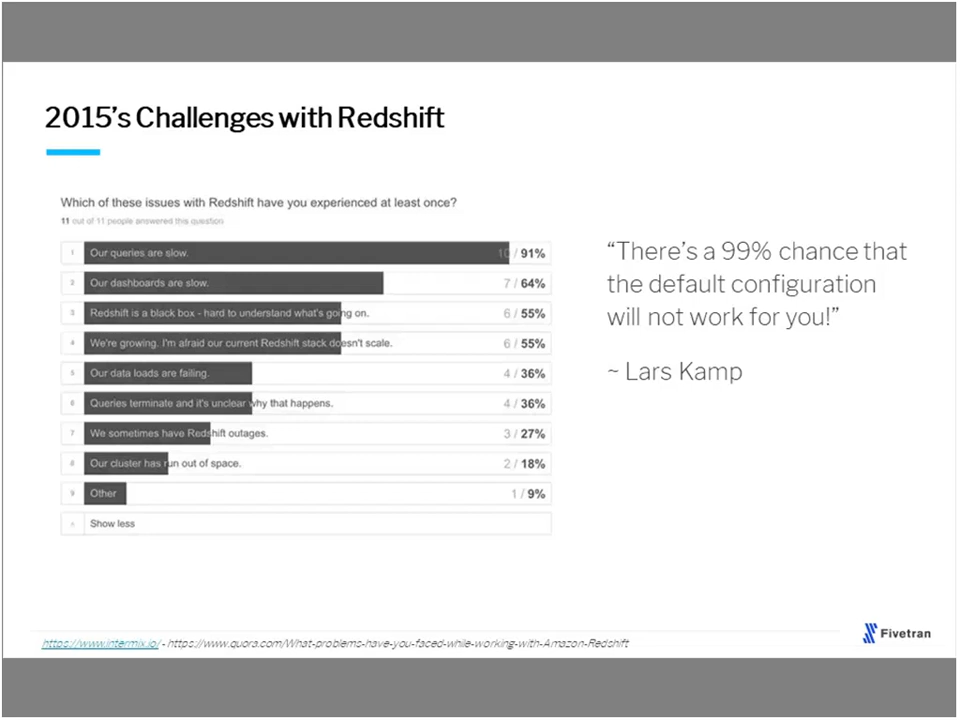 2015's Challenges with Redshift
Which of these issues with Redshift have you experienced at least once?
11 out of 11 people answered this question
1 Our queries are slow. 10 / 91%
2 Our dashboards are slow. 7 / 64%
3 Redshift is a black box - hard to understand what's going on. 6 / 55%
4 We're growing. I'm afraid our current Redshift stack doesn't scale. 6 / 55%
5 Our data loads are failing. 4 / 36%
6 Queries terminate and it's unclear why that happens. 4 / 36%
7 We sometimes have Redshift outages. 3 / 27%
8 Our cluster has run out of space. 2 / 18%
9 Other 1 / 9%
Show less
“There's a 99% chance that
the default configuration
will not work for you!”
~ Lars Kamp
https://www.intermix.io/ - https://www.quora.com/What-problems-have-you-faced-while-working-with-Amazon-Redshift
Fivetran